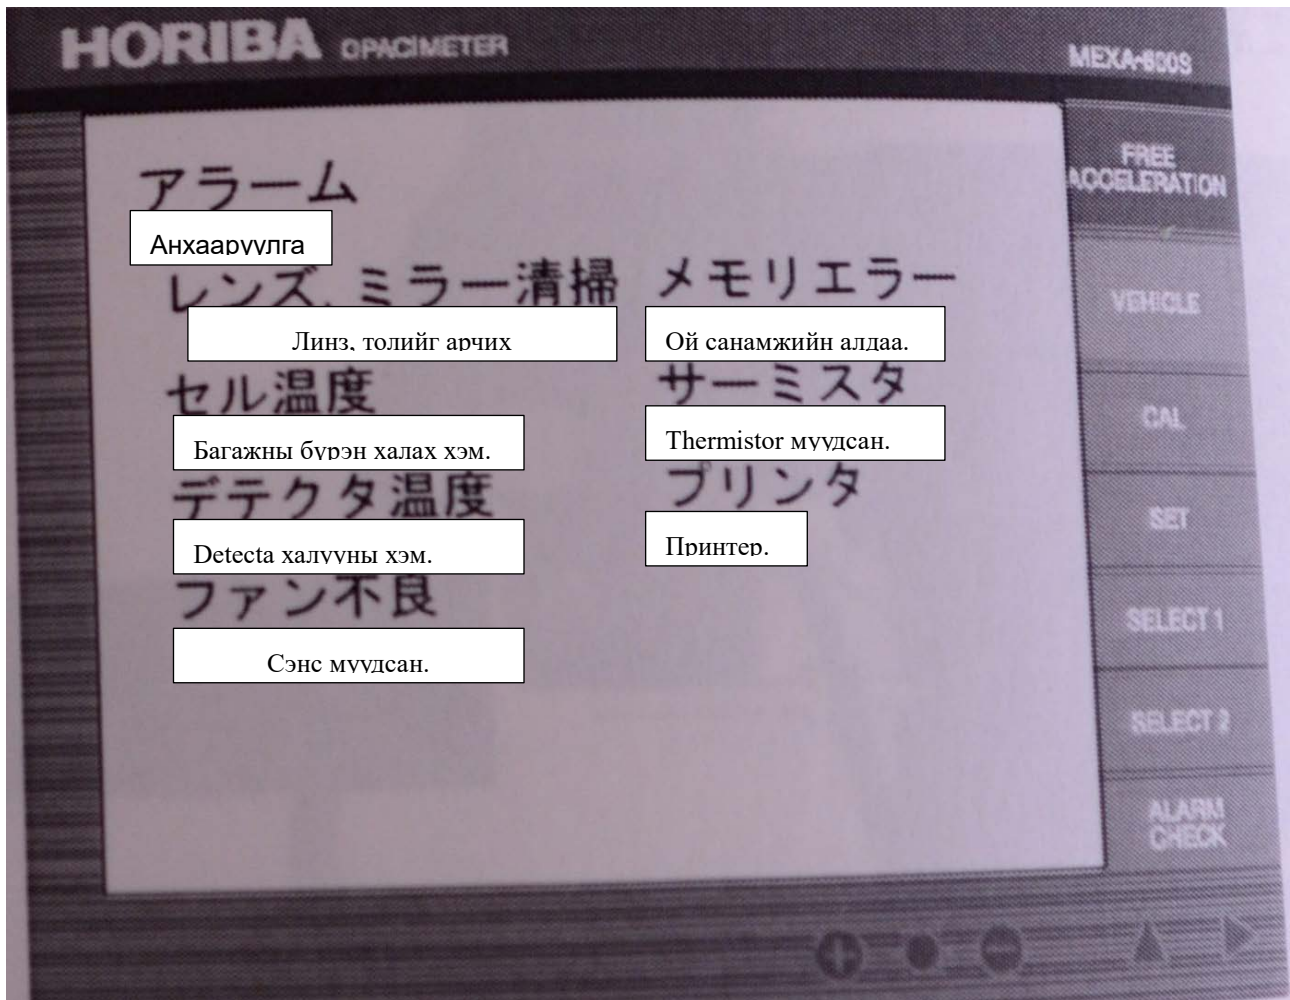 HORIBA OPACIMETER
MEXA-600S
アラーム
Анхааруулга
レンズ,ミラー清掃
メモリエラー
Линз, толийг арчих
Ой санамжийн алдаа.
セル温度
サーミスタ
Багажны бүрэн халах хэм.
Thermistor муудсан.
デテクタ温度
プリンタ
Detecta халууны хэм.
Принтер.
ファン不良
Сэнс муудсан.
FREE
ACCELERATION
VEHICLE
CAL
SET
SELECT 1
SELECT 2
ALARM
CHECK